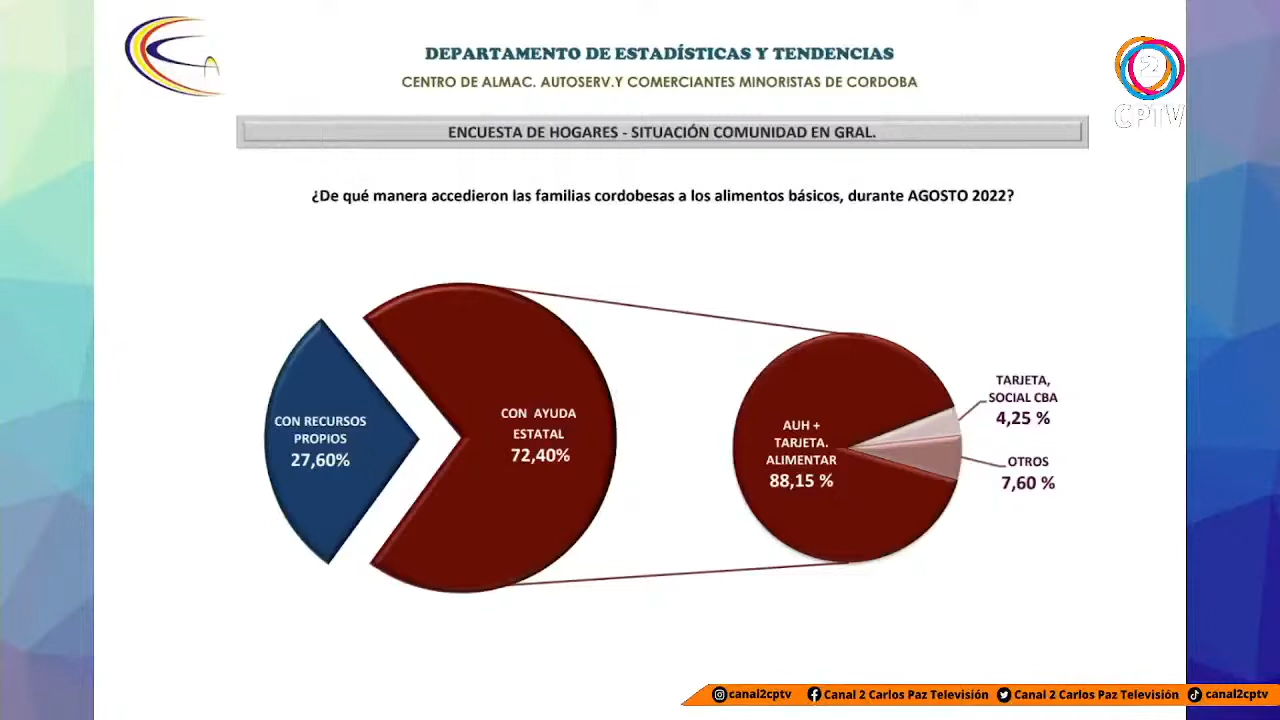 DEPARTAMENTO DE ESTADÍSTICAS Y TENDENCIAS
CENTRO DE ALMAC. AUTOSERV.Y COMERCIANTES MINORISTAS DE CORDOBA
2
CPTV
ENCUESTA DE HOGARES - SITUACIÓN COMUNIDAD EN GRAL.
¿De qué manera accedieron las familias cordobesas a los alimentos básicos, durante AGOSTO 2022?
CON RECURSOS
PROPIOS
27,60%
CON AYUDA
ESTATAL
72,40%
AUH +
TARJETA.
ALIMENTAR
88,15 %
TARJETA,
SOCIAL CBA
4,25 %
OTROS
7,60 %
canal2cptv Canal 2 Carlos Paz Televisión Canal 2 Carlos Paz Televisión canal2cptv